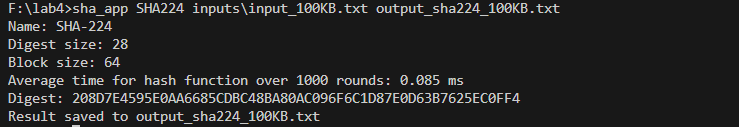 F:\lab4>sha_app SHA224 inputs\input_100KB.txt output_sha224_100KB.txt
Name: SHA-224
Digest size: 28
Block size: 64
Average time for hash function over 1000 rounds: 0.085 ms
Digest: 208D7E4595E0AA6685CDBC48BA80AC096F6C1D87E0D63B7625EC0FF4
Result saved to output_sha224_100KB.txt